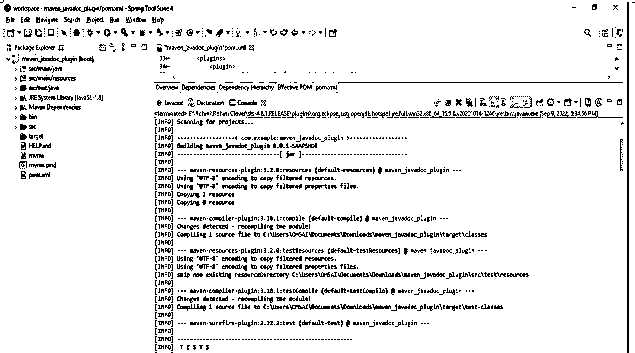 workspace - maven_javadoc_plugin/pom.xml - Spring Tool Suite 4
File Edit Navigate Search Project Run Window Help
Package Explorer
*maven_javadoc_plugin/pom.xml
maven_javadoc_plugin [boot]
<plugins>
<plugin>
src/main/java
src/main/resources
src/test/java
JRE System Library [JavaSE-1.8]
Maven Dependencies
bin
src
target
HELP.md
mvnw
mvnw.cmd
pom.xml
Overview Dependencies Dependency Hierarchy Effective POM pom.xml
Javadoc Declaration Console
<terminated>
[INFO] Scanning for projects...
[INFO]
[INFO] ------------------< com.example:maven_javadoc_plugin >------------------
[INFO] Building maven_javadoc_plugin 0.0.1-SNAPSHOT
[INFO] --------------------------------[ jar ]---------------------------------
[INFO]
[INFO] --- maven-resources-plugin:3.2.0:resources (default-resources) @ maven_javadoc_plugin ---
[INFO] Using 'UTF-8' encoding to copy filtered resources.
[INFO] Using 'UTF-8' encoding to copy filtered properties files.
[INFO] Copying 1 resource
[INFO] Copying 0 resource
[INFO]
[INFO] --- maven-compiler-plugin:3.10.1:compile (default-compile) @ maven_javadoc_plugin ---
[INFO] Changes detected - recompiling the module!
[INFO] Compiling 1 source file to C:\Users\OMSAI\Documents\Downloads\maven_javadoc_plugin\target\classes
[INFO]
[INFO] --- maven-resources-plugin:3.2.0:testResources (default-testResources) @ maven_javadoc_plugin ---
[INFO] Using 'UTF-8' encoding to copy filtered resources.
[INFO] Using 'UTF-8' encoding to copy filtered properties files.
[INFO] skip non existing resourceDirectory C:\Users\OMSAI\Documents\Downloads\maven_javadoc_plugin\src\test\resources
[INFO]
[INFO] --- maven-compiler-plugin:3.10.1:testCompile (default-testCompile) @ maven_javadoc_plugin ---
[INFO] Changes detected - recompiling the module!
[INFO] Compiling 1 source file to C:\Users\OMSAI\Documents\Downloads\maven_javadoc_plugin\target\test-classes
[INFO]
[INFO] --- maven-surefire-plugin:2.22.2:test (default-test) @ maven_javadoc_plugin ---
[INFO]
[INFO] -------------------------------------------------------
[INFO] T E S T S